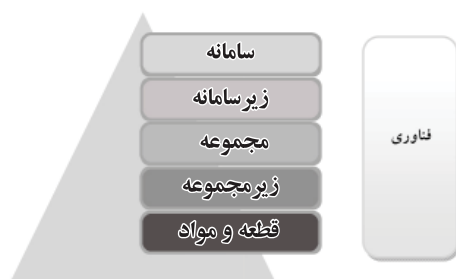 سامانه
زیرسامانه
مجموعه
زیرمجموعه
قطعه و مواد
فناوری